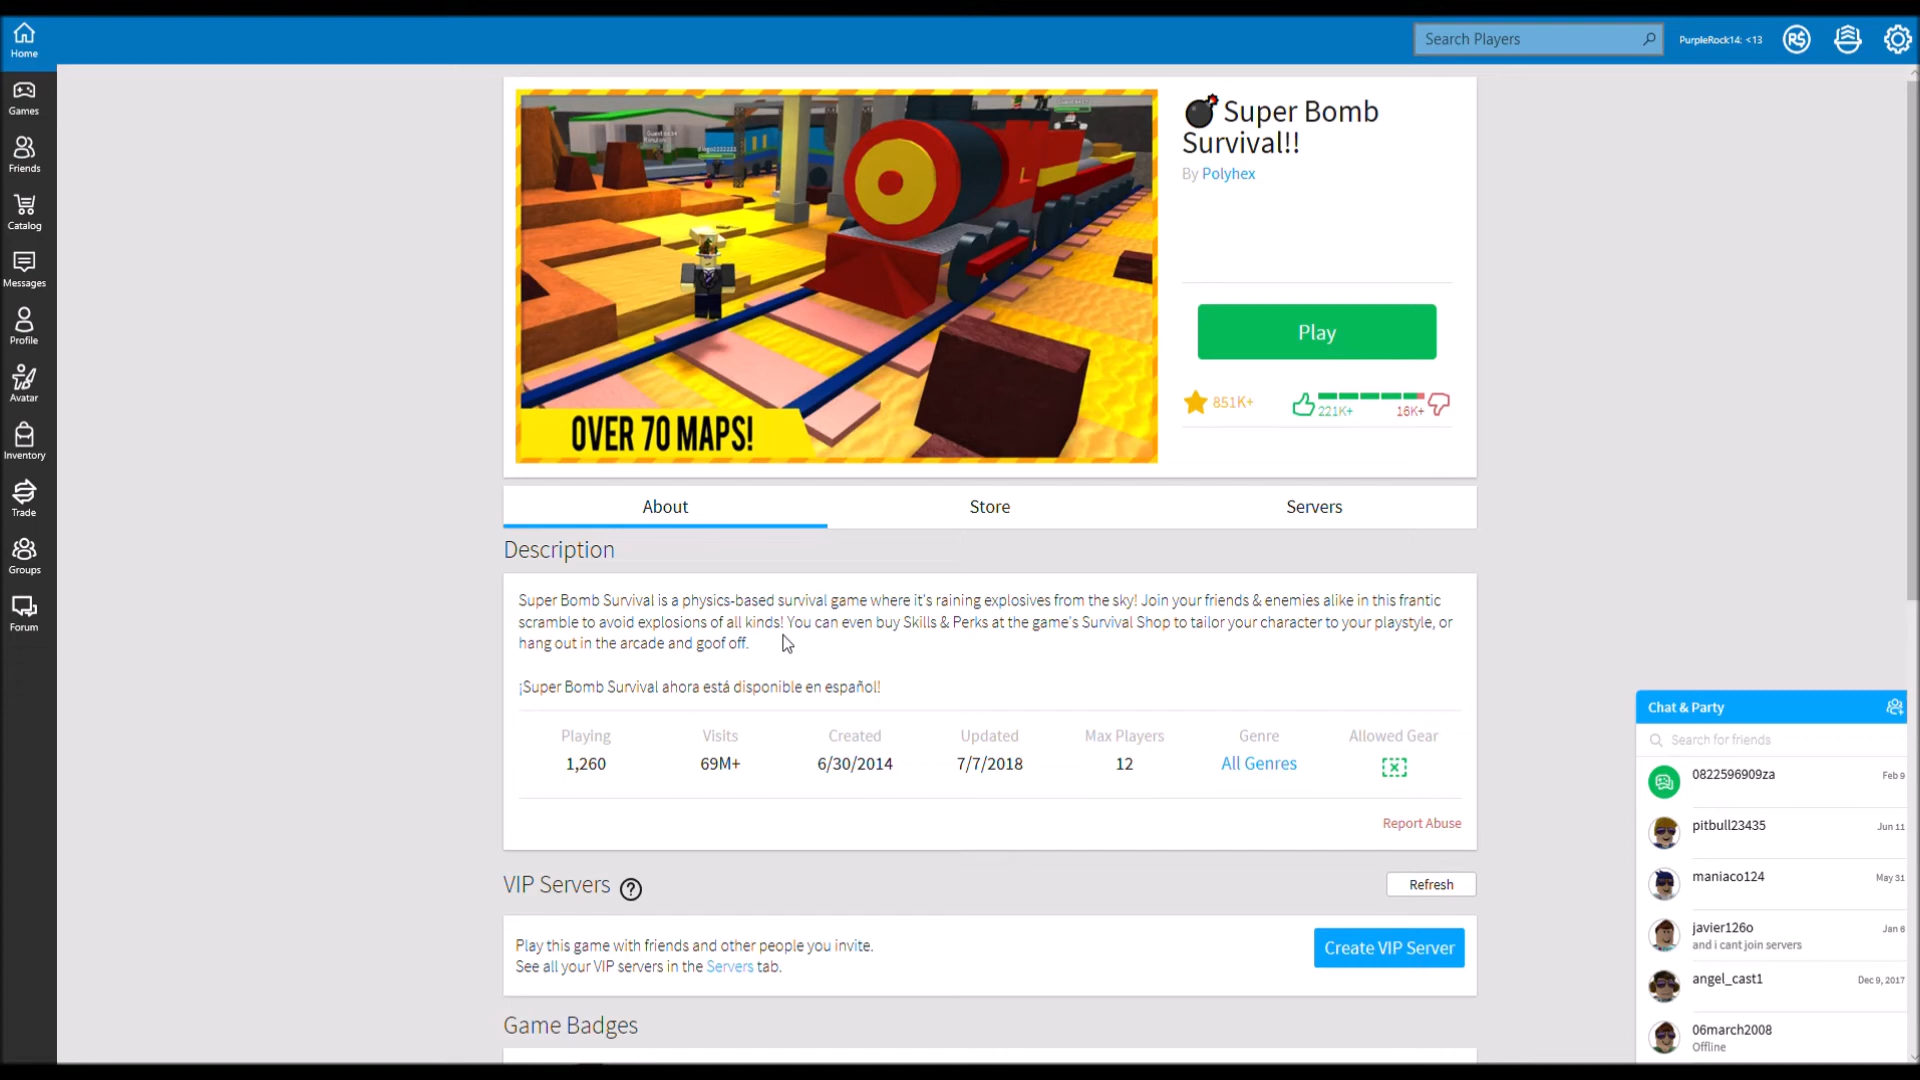 Home
Search Players
PurpleRock14: <13
Games
Friends
Catalog
Messages
Profile
Avatar
Inventory
Trade
Groups
Forum
OVER 70 MAPS!
Super Bomb
Survival!!
By Polyhex
Play
851K+
221K+
16K+
About
Store
Servers
Description
Super Bomb Survival is a physics-based survival game where it's raining explosives from the sky! Join your friends & enemies alike in this frantic
scramble to avoid explosions of all kinds! You can even buy Skills & Perks at the game's Survival Shop to tailor your character to your playstyle, or
hang out in the arcade and goof off.
¡Super Bomb Survival ahora está disponible en español!
Playing Visits Created Updated Max Players Genre Allowed Gear
1,260 69M+ 6/30/2014 7/7/2018 12 All Genres
Report Abuse
VIP Servers
Refresh
Play this game with friends and other people you invite.
See all your VIP servers in the Servers tab.
Create VIP Server
Game Badges
Chat & Party
Search for friends
0822596909za Feb 9
pitbull23435 Jun 11
maniaco124 May 31
javier126o Jan 6
and i cant join servers
angel_cast1 Dec 9, 2017
06march2008
Offline